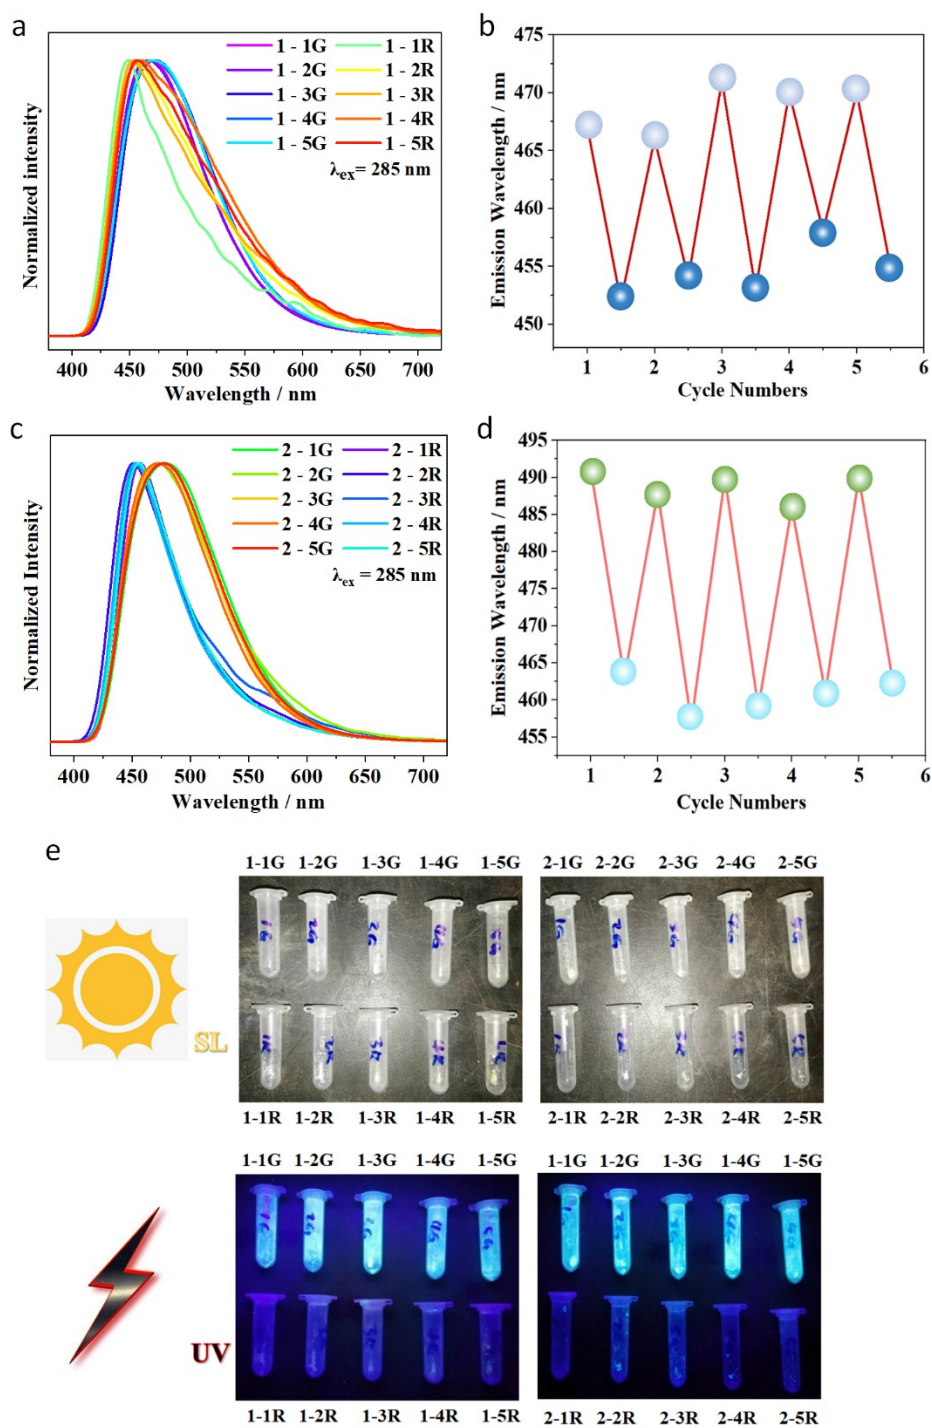 a
1 - 1G 1 - 1R
1 - 2G 1 - 2R
1 - 3G 1 - 3R
1 - 4G 1 - 4R
1 - 5G 1 - 5R
λex= 285 nm
Normalized intensity
400 450 500 550 600 650 700
Wavelength / nm
b
475
470
465
460
455
450
Emission Wavelength / nm
1 2 3 4 5 6
Cycle Numbers
c
2 - 1G 2 - 1R
2 - 2G 2 - 2R
2 - 3G 2 - 3R
2 - 4G 2 - 4R
2 - 5G 2 - 5R
λex = 285 nm
Normalized Intensity
400 450 500 550 600 650 700
Wavelength / nm
d
495
490
485
480
475
470
465
460
455
Emission Wavelength / nm
1 2 3 4 5 6
Cycle Numbers
e
1-1G 1-2G 1-3G 1-4G 1-5G 2-1G 2-2G 2-3G 2-4G 2-5G
SL
1-1R 1-2R 1-3R 1-4R 1-5R 2-1R 2-2R 2-3R 2-4R 2-5R
1-1G 1-2G 1-3G 1-4G 1-5G 1-1G 1-2G 1-3G 1-4G 1-5G
UV
1-1R 1-2R 1-3R 1-4R 1-5R 2-1R 2-2R 2-3R 2-4R 2-5R